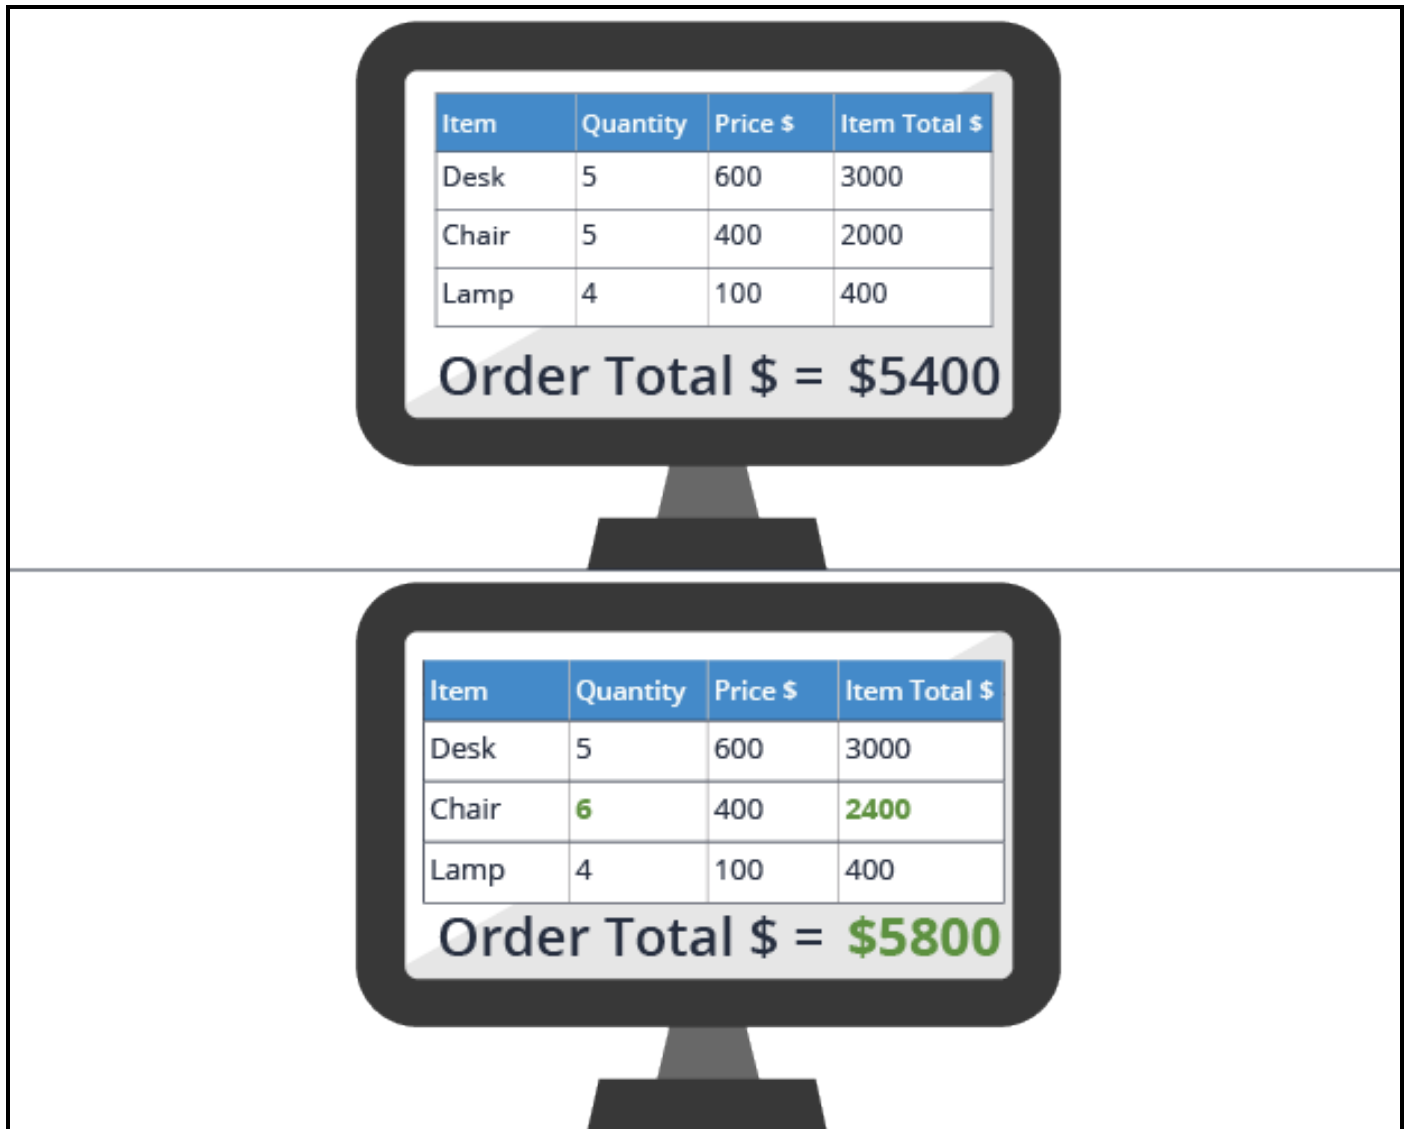 Item Quantity Price $ Item Total $
Desk 5 600 3000
Chair 5 400 2000
Lamp 4 100 400
Order Total $ = $5400
Item Quantity Price $ Item Total $
Desk 5 600 3000
Chair 6 400 2400
Lamp 4 100 400
Order Total $ = $5800